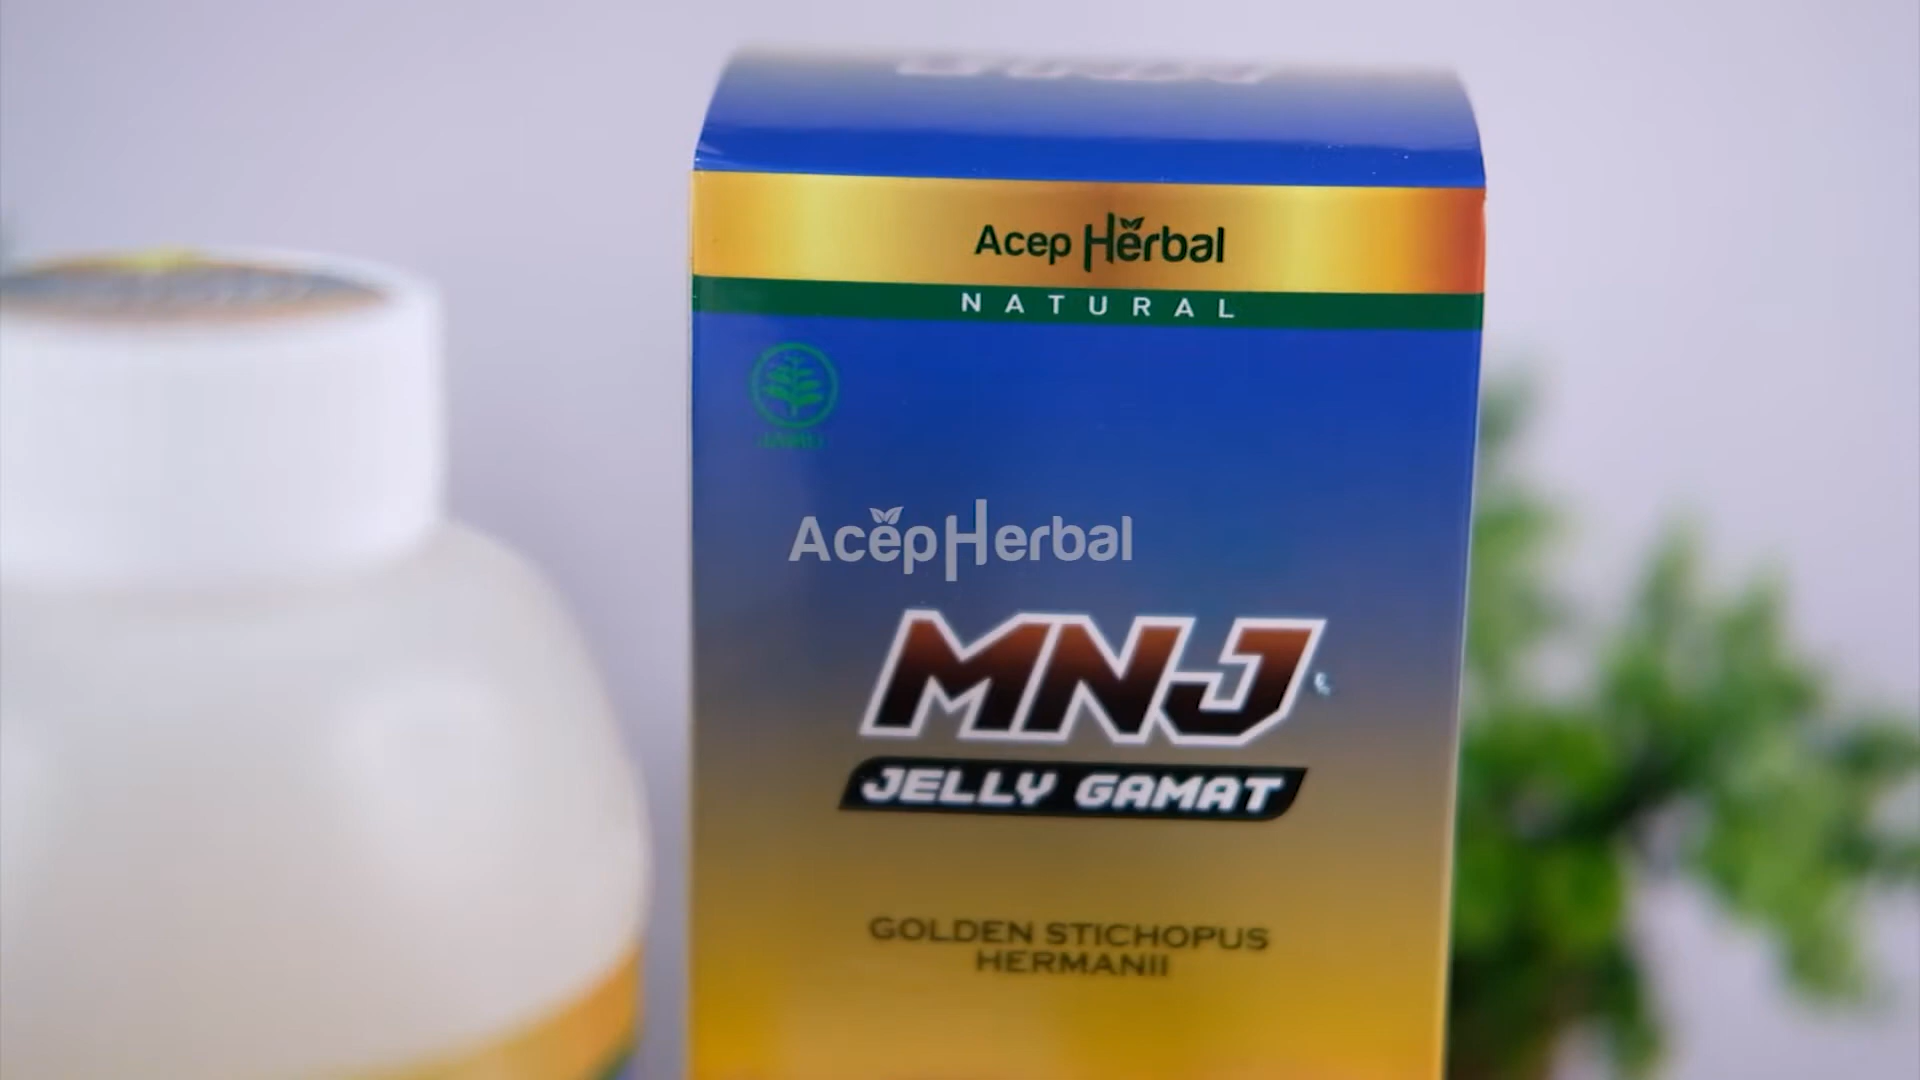 Acep Herbal
NATURAL
AcepHerbal
MNJ
JELLY GAMAT
GOLDEN STICHOPUS
HERMANII